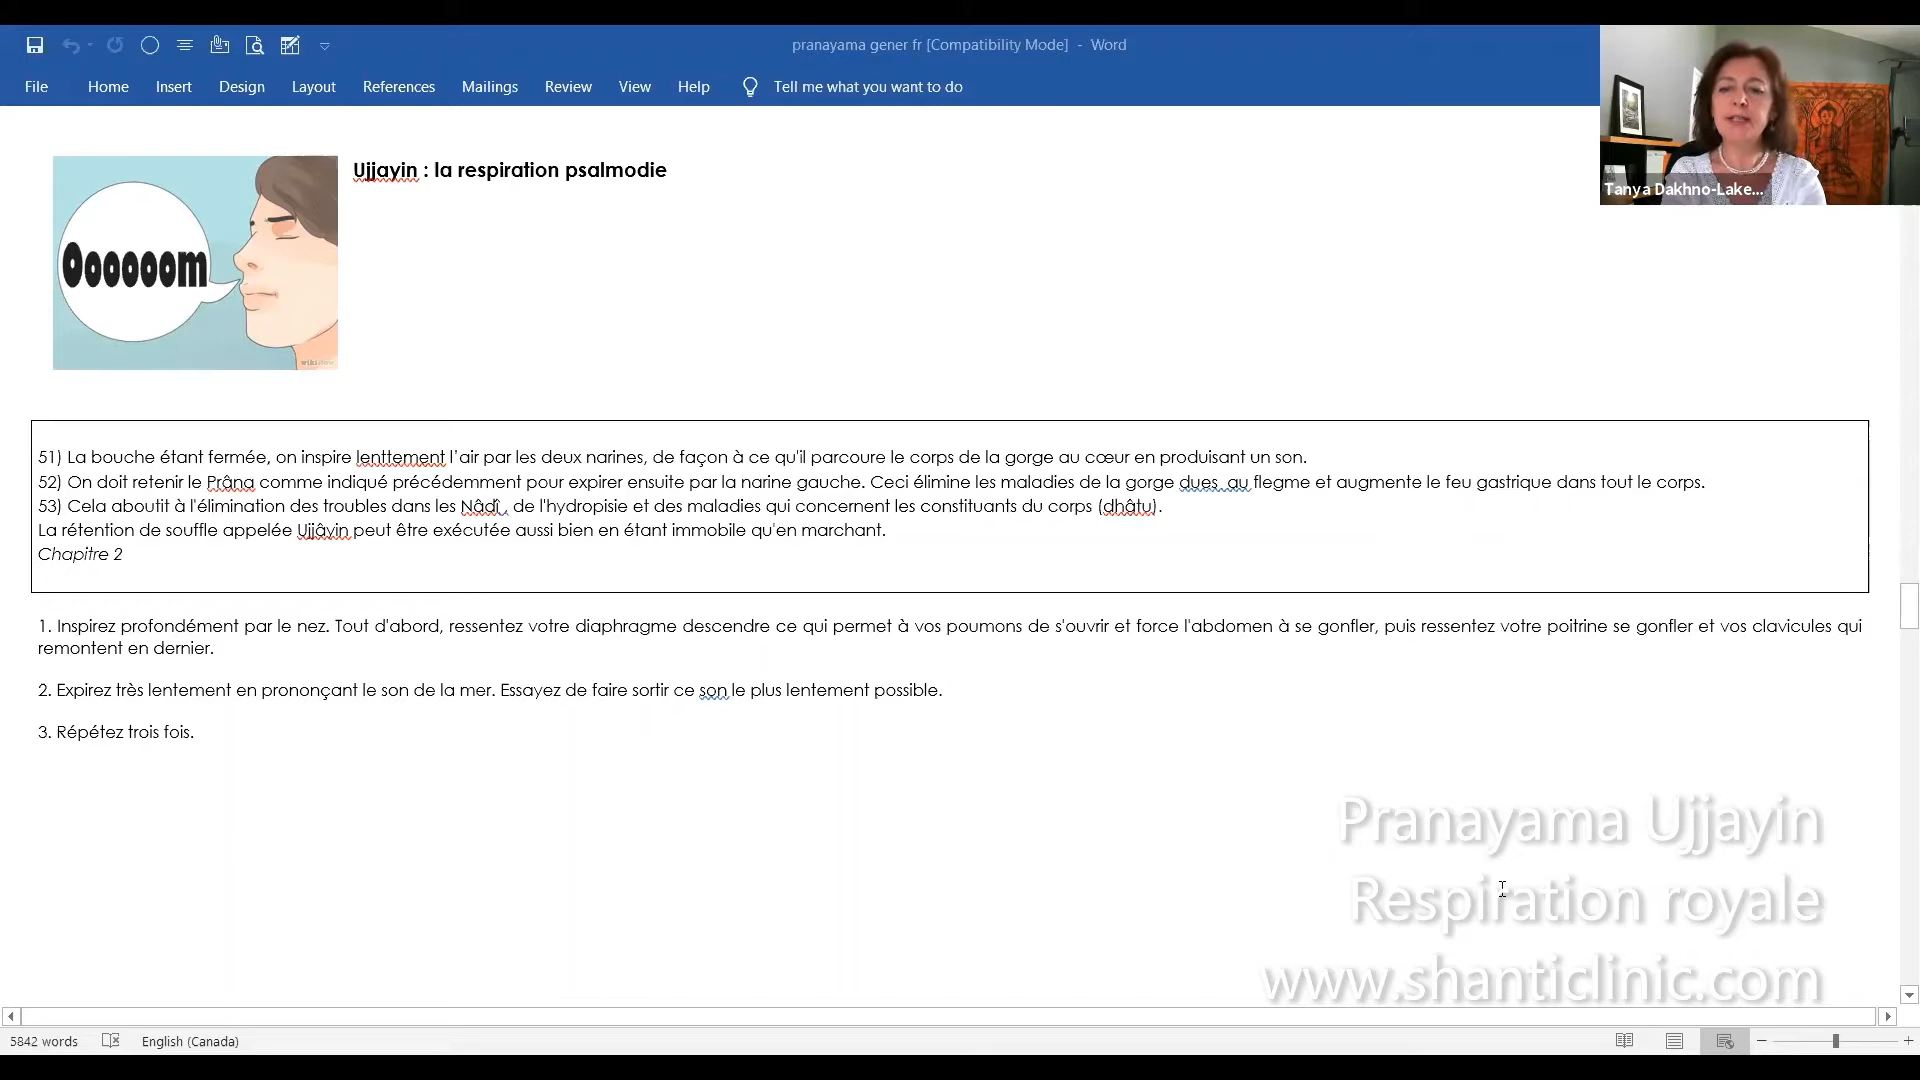 pranayama gener fr [Compatibility Mode] - Word
File Home Insert Design Layout References Mailings Review View Help Tell me what you want to do
Tanya Dakhno-Lake...
Ujjayin : la respiration psalmodie
Oooooom
wikiHow
51) La bouche étant fermée, on inspire lenttement l’air par les deux narines, de façon à ce qu'il parcoure le corps de la gorge au cœur en produisant un son.
52) On doit retenir le Prâna comme indiqué précédemment pour expirer ensuite par la narine gauche. Ceci élimine les maladies de la gorge dues au flegme et augmente le feu gastrique dans tout le corps.
53) Cela aboutit à l'élimination des troubles dans les Nâdî , de l'hydropisie et des maladies qui concernent les constituants du corps (dhâtu).
La rétention de souffle appelée Ujjâyin peut être exécutée aussi bien en étant immobile qu'en marchant.
Chapitre 2
1. Inspirez profondément par le nez. Tout d'abord, ressentez votre diaphragme descendre ce qui permet à vos poumons de s'ouvrir et force l'abdomen à se gonfler, puis ressentez votre poitrine se gonfler et vos clavicules qui
remontent en dernier.
2. Expirez très lentement en prononçant le son de la mer. Essayez de faire sortir ce son le plus lentement possible.
3. Répétez trois fois.
Pranayama Ujjayin
Respiration royale
www.shanticlinic.com
5842 words English (Canada)